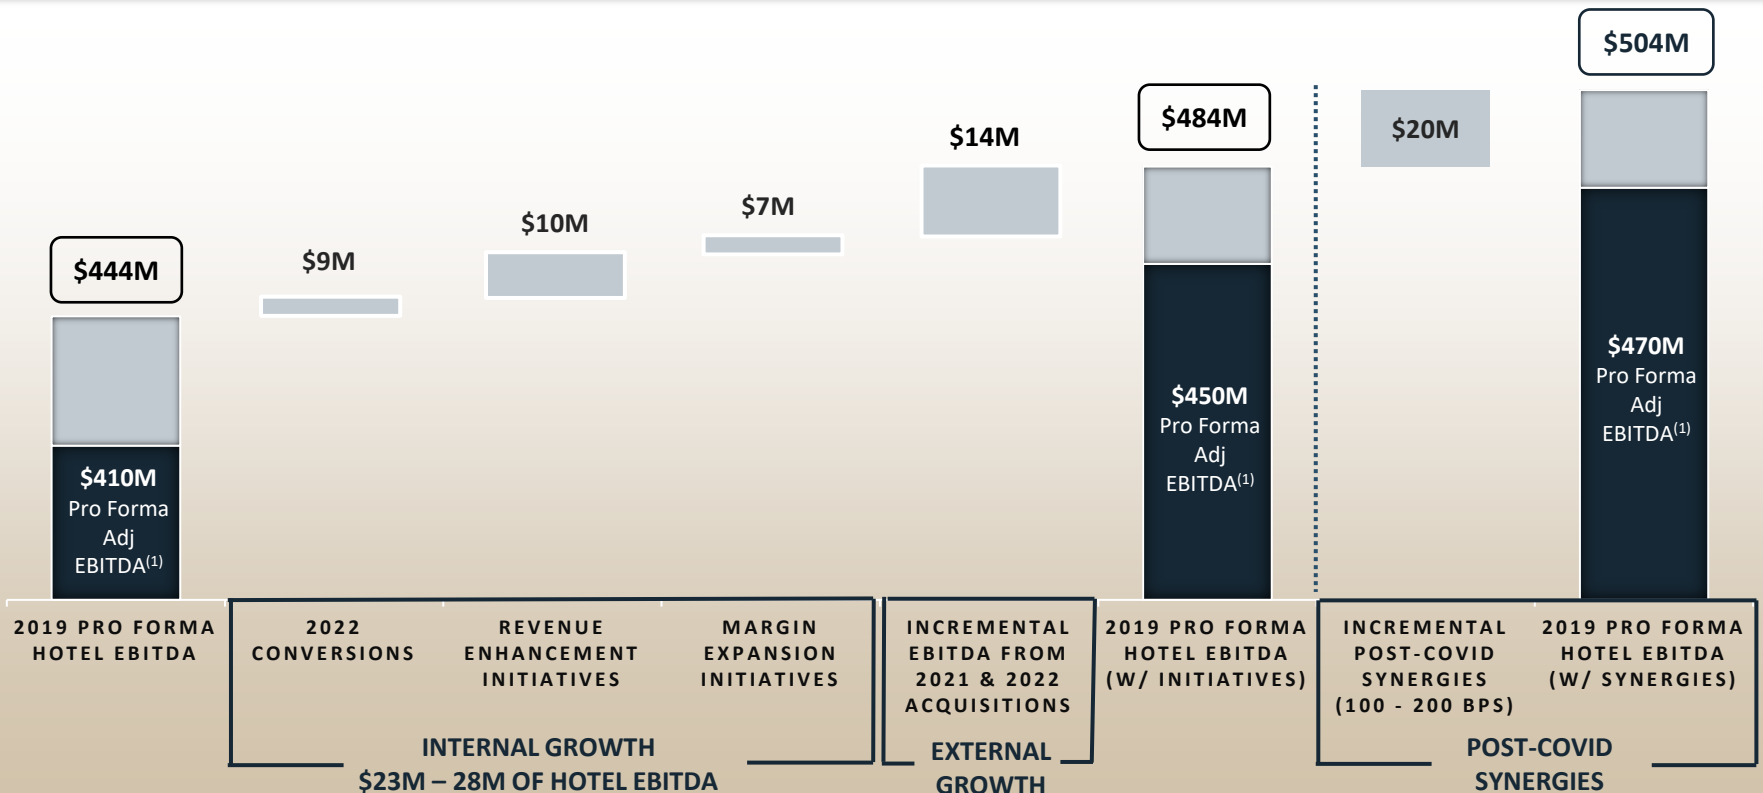 $444M
$410M
Pro Forma
Adj
EBITDA(1)
$9M
$10M
$7M
$14M
$484M
$450M
Pro Forma
Adj
EBITDA(1)
$20M
$504M
$470M
Pro Forma
Adj
EBITDA(1)
2019 PRO FORMA
HOTEL EBITDA
2022
CONVERSIONS
REVENUE
ENHANCEMENT
INITIATIVES
MARGIN
EXPANSION
INITIATIVES
INCREMENTAL
EBITDA FROM
2021 & 2022
ACQUISITIONS
2019 PRO FORMA
HOTEL EBITDA
(W/ INITIATIVES)
INCREMENTAL
POST-COVID
SYNERGIES
(100 - 200 BPS)
2019 PRO FORMA
HOTEL EBITDA
(W/ SYNERGIES)
INTERNAL GROWTH
$23M – 28M OF HOTEL EBITDA
EXTERNAL
GROWTH
POST-COVID
SYNERGIES